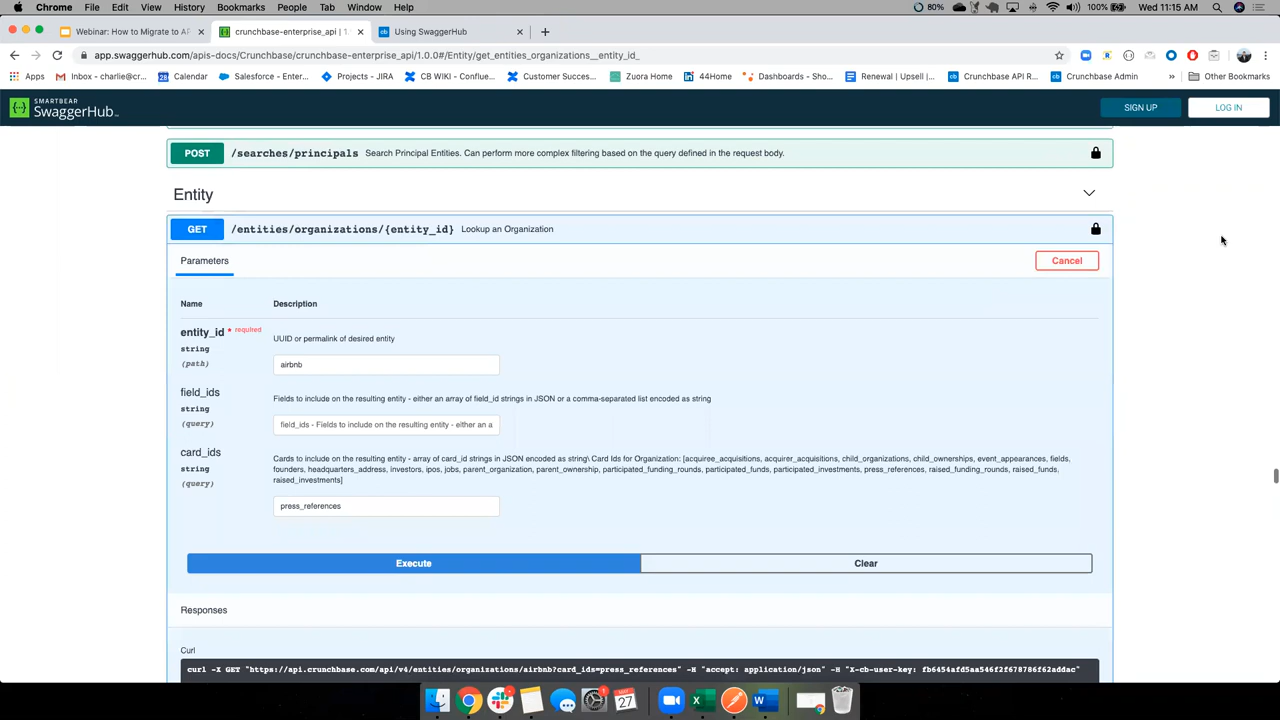 Chrome File Edit View History Bookmarks People Tab Window Help 80% 100% Wed 11:15 AM
Webinar: How to Migrate to AP × crunchbase-enterprise_api | 1. × Using SwaggerHub × +
app.swaggerhub.com/apis-docs/Crunchbase/crunchbase-enterprise_api/1.0.0#/Entity/get_entities_organizations__entity_id_
Apps Inbox - charlie@cr... Calendar Salesforce - Enter... Projects - JIRA CB WIKI - Conflue... Customer Succes... Zuora Home 44Home Dashboards - Sho... Renewal | Upsell |... Crunchbase API R... Crunchbase Admin » Other Bookmarks
SMARTBEAR
SwaggerHub™
SIGN UP LOG IN
POST /searches/principals Search Principal Entities. Can perform more complex filtering based on the query defined in the request body.
Entity
GET /entities/organizations/{entity_id} Lookup an Organization
Parameters Cancel
Name Description
entity_id * required
UUID or permalink of desired entity
string
(path)
airbnb
field_ids
Fields to include on the resulting entity - either an array of field_id strings in JSON or a comma-separated list encoded as string
string
(query)
field_ids - Fields to include on the resulting entity - either an a
card_ids
Cards to include on the resulting entity - array of card_id strings in JSON encoded as string\ Card Ids for Organization: [acquiree_acquisitions, acquirer_acquisitions, child_organizations, child_ownerships, event_appearances, fields,
string
founders, headquarters_address, investors, ipos, jobs, parent_organization, parent_ownership, participated_funding_rounds, participated_funds, participated_investments, press_references, raised_funding_rounds, raised_funds,
(query)
raised_investments]
press_references
Execute Clear
Responses
Curl
curl -X GET "https://api.crunchbase.com/api/v4/entities/organizations/airbnb?card_ids=press_references" -H "accept: application/json" -H "X-cb-user-key: fb6454afd5aa546f2f678786f62addac"
MAY
27